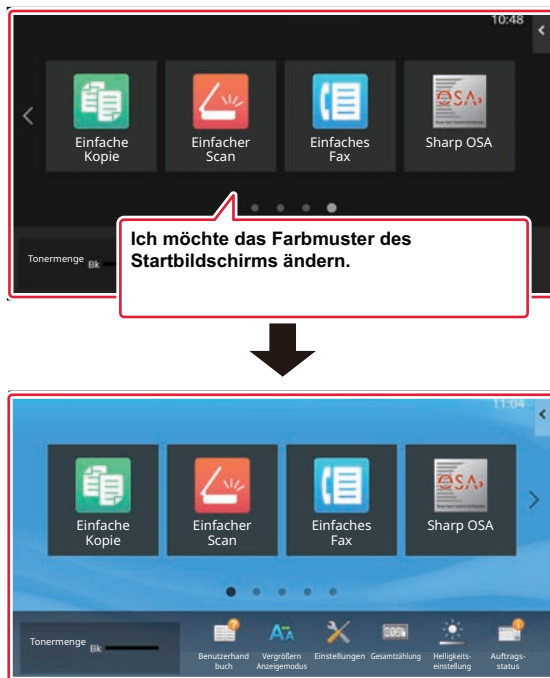 10:48
Einfache
Kopie
Einfacher
Scan
Einfaches
Fax
OSA
Sharp OSA
Ich möchte das Farbmuster des
Startbildschirms ändern.
Tonermenge Bk
11:04
Einfache
Kopie
Einfacher
Scan
Einfaches
Fax
OSA
Sharp OSA
Tonermenge Bk
Benutzerhand
buch
Vergrößern
Anzeigemodus
Einstellungen
Gesamtzählung
Helligkeits-
einstellung
Auftrags-
status